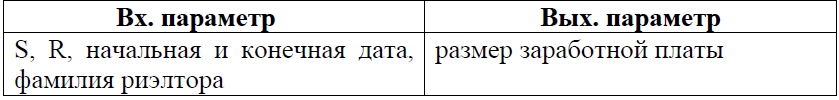 Вх. параметр Вых. параметр
S, R, начальная и конечная дата, размер заработной платы
фамилия риэлтора